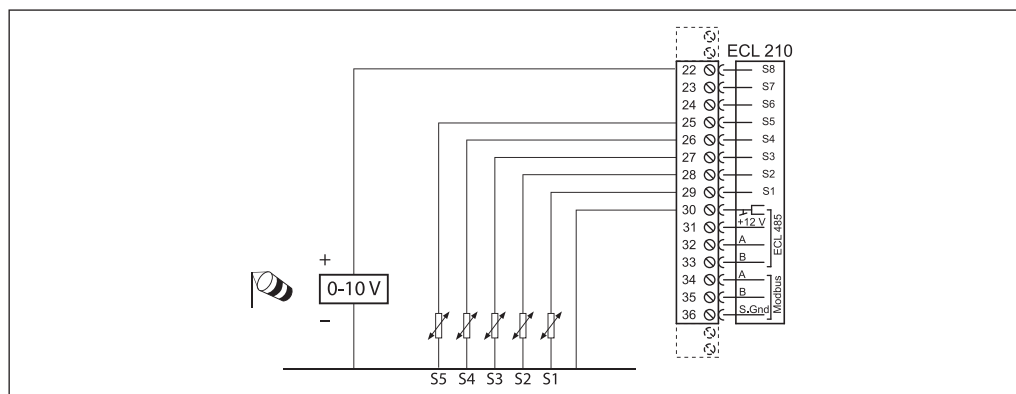 ECL 210
22 S8
23 S7
24 S6
25 S5
26 S4
27 S3
28 S2
29 S1
30
31 +12 V
32 A
33 B
ECL 485
34 A
35 B
36 S.Gnd
Modbus
+
0-10 V
–
S5 S4 S3 S2 S1